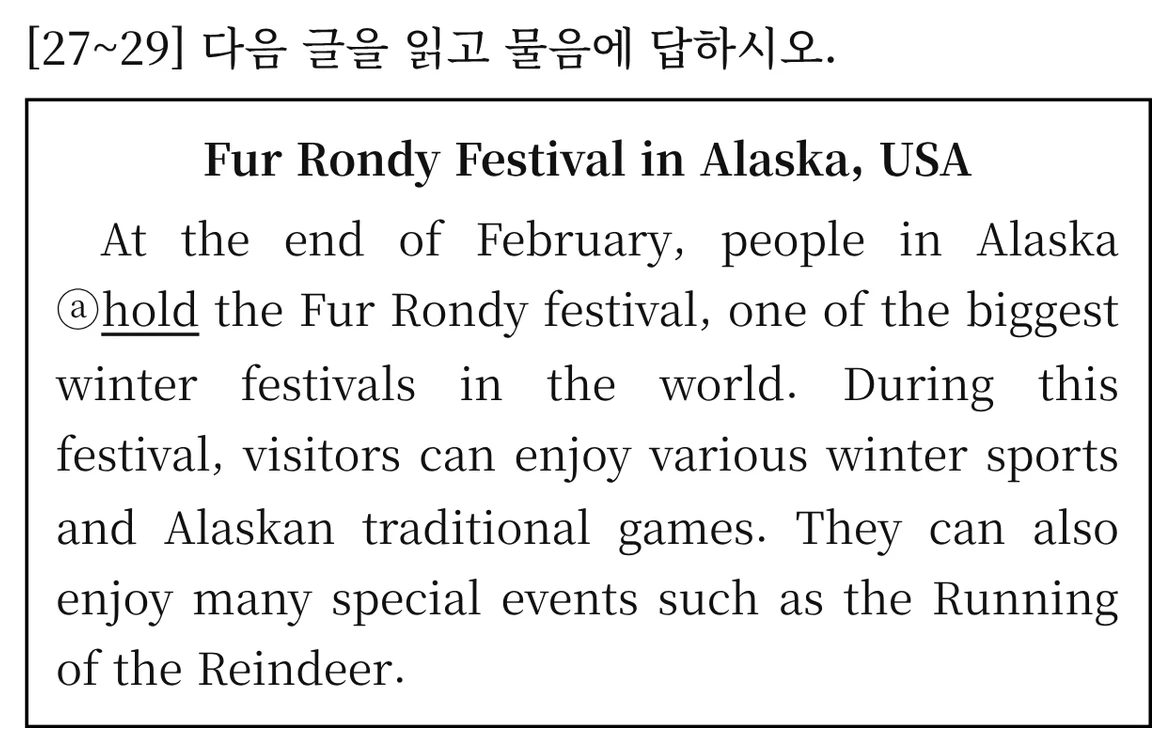 [27~29] 다음 글을 읽고 물음에 답하시오.
Fur Rondy Festival in Alaska, USA
At the end of February, people in Alaska
ⓐhold the Fur Rondy festival, one of the biggest
winter festivals in the world. During this
festival, visitors can enjoy various winter sports
and Alaskan traditional games. They can also
enjoy many special events such as the Running
of the Reindeer.